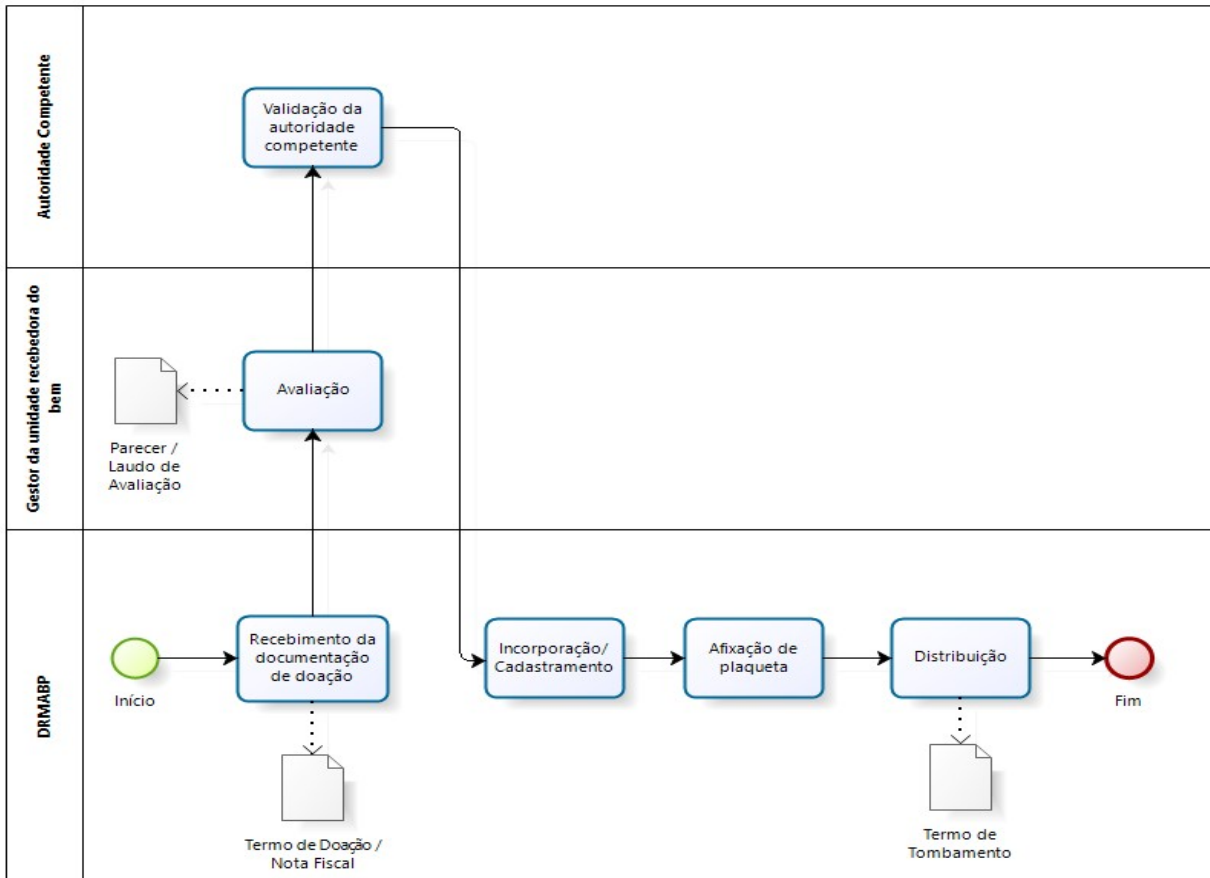 Autoridade Competente
Validação da
autoridade
competente
Gestor da unidade recebedora do
bem
Avaliação
Parecer /
Laudo de
Avaliação
DRMABP
Início
Recebimento da
documentação
de doação
Termo de Doação /
Nota Fiscal
Incorporação/
Cadastramento
Afixação de
plaqueta
Distribuição
Termo de
Tombamento
Fim